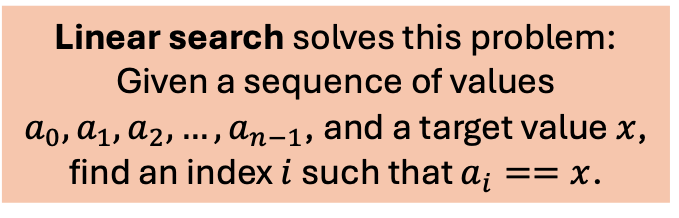 Linear search solves this problem:
Given a sequence of values
a₀, a₁, a₂, ..., aₙ₋₁, and a target value x,
find an index i such that aᵢ == x.